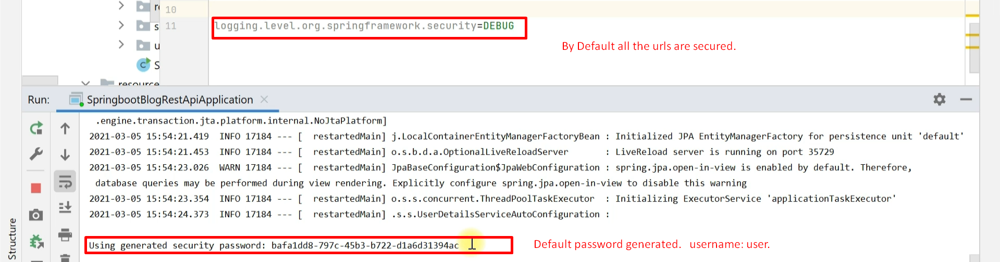 r
10
s
11
logging.level.org.springframework.security=DEBUG
u
By Default all the urls are secured.
C
S
resource
Run:
SpringbootBlogRestApiApplication
.engine.transaction.jta.platform.internal.NoJtaPlatform]
2021-03-05 15:54:21.419  INFO 17184 --- [  restartedMain] j.LocalContainerEntityManagerFactoryBean : Initialized JPA EntityManagerFactory for persistence unit 'default'
2021-03-05 15:54:21.453  INFO 17184 --- [  restartedMain] o.s.b.d.a.OptionalLiveReloadServer       : LiveReload server is running on port 35729
2021-03-05 15:54:23.026  WARN 17184 --- [  restartedMain] JpaBaseConfiguration$JpaWebConfiguration : spring.jpa.open-in-view is enabled by default. Therefore,
database queries may be performed during view rendering. Explicitly configure spring.jpa.open-in-view to disable this warning
2021-03-05 15:54:23.354  INFO 17184 --- [  restartedMain] o.s.s.concurrent.ThreadPoolTaskExecutor  : Initializing ExecutorService 'applicationTaskExecutor'
2021-03-05 15:54:24.373  INFO 17184 --- [  restartedMain] .s.s.UserDetailsServiceAutoConfiguration :
Using generated security password: bafa1dd8-797c-45b3-b722-d1a6d31394ac
Default password generated.   username: user.
Structure